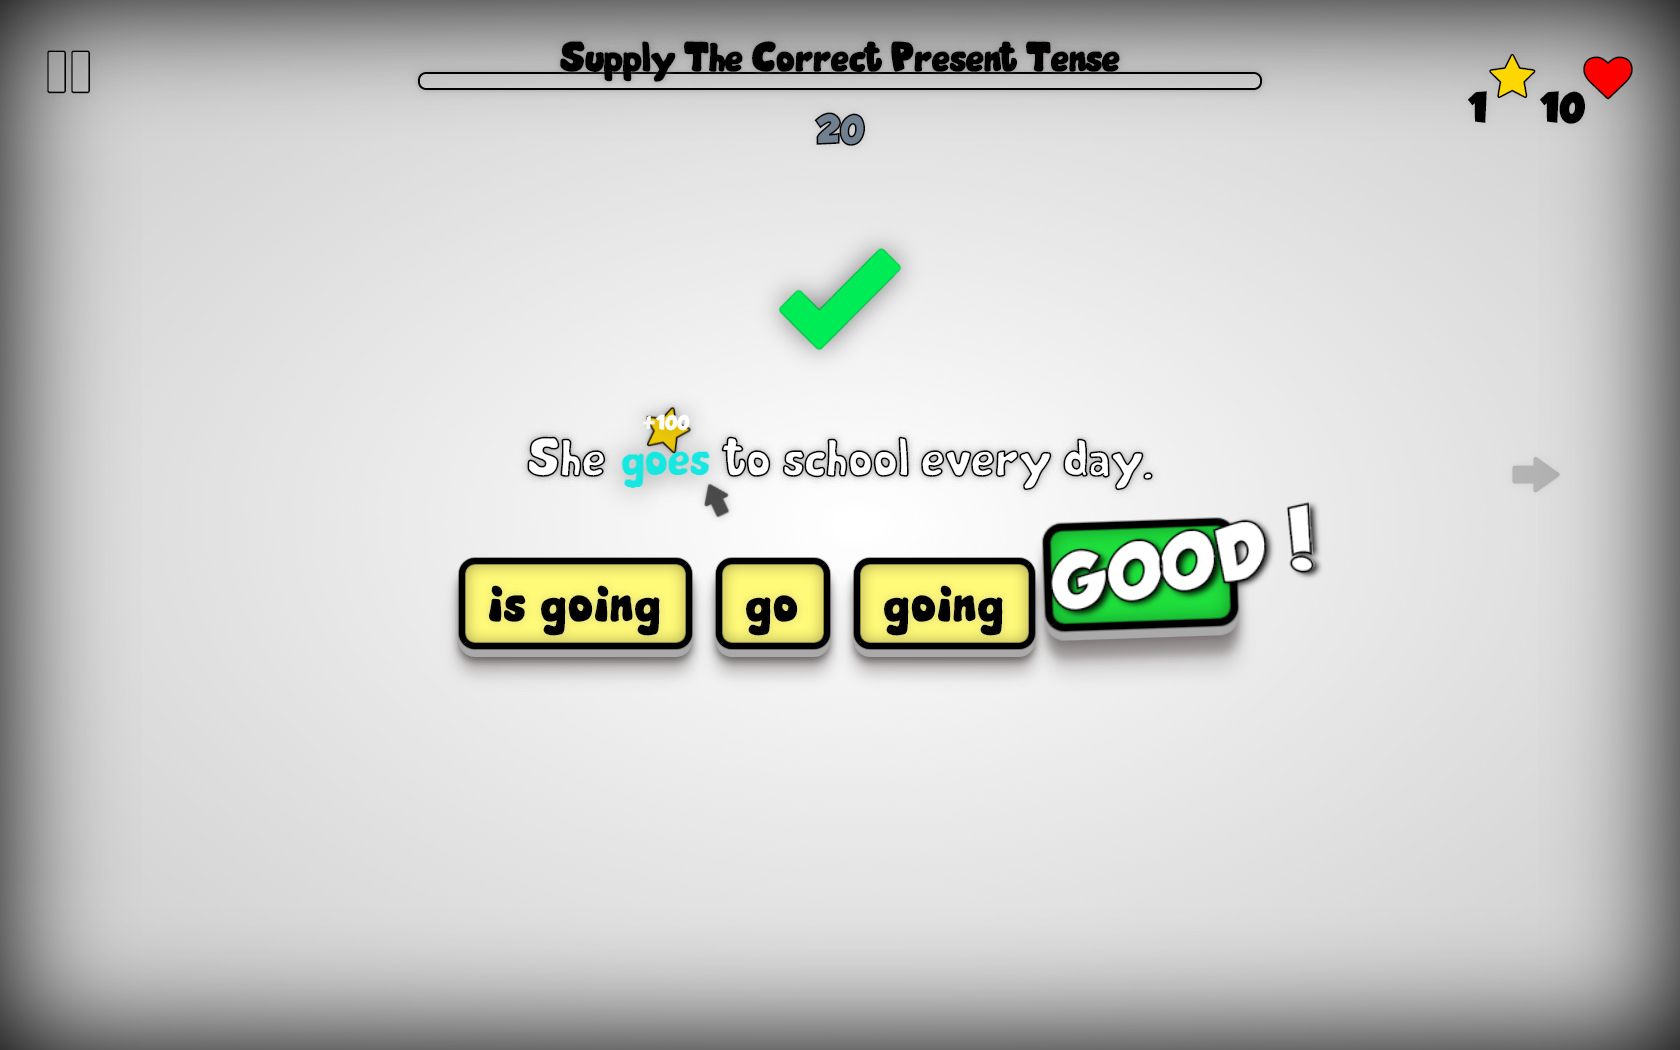 Supply The Correct Present Tense
1 10
20
+100
She goes to school every day.
is going go going GOOD!